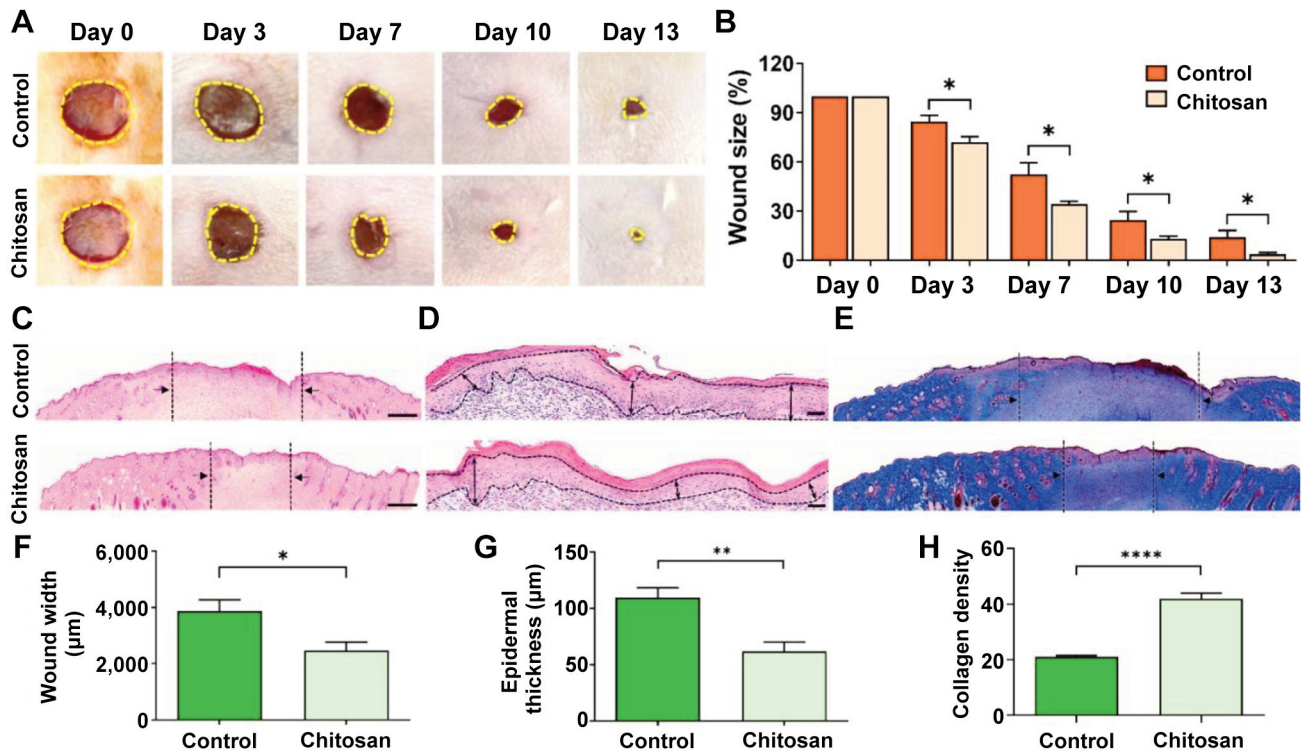 A
Day 0 Day 3 Day 7 Day 10 Day 13
Control
Chitosan
B
Wound size (%)
120
90
60
30
0
* * * *
Control
Chitosan
Day 0 Day 3 Day 7 Day 10 Day 13
C
D
E
Control
Chitosan
F
Wound width
(μm)
6,000
4,000
2,000
0
*
Control Chitosan
G
Epidermal
thickness (μm)
150
100
50
0
**
Control Chitosan
H
Collagen density
60
40
20
0
****
Control Chitosan